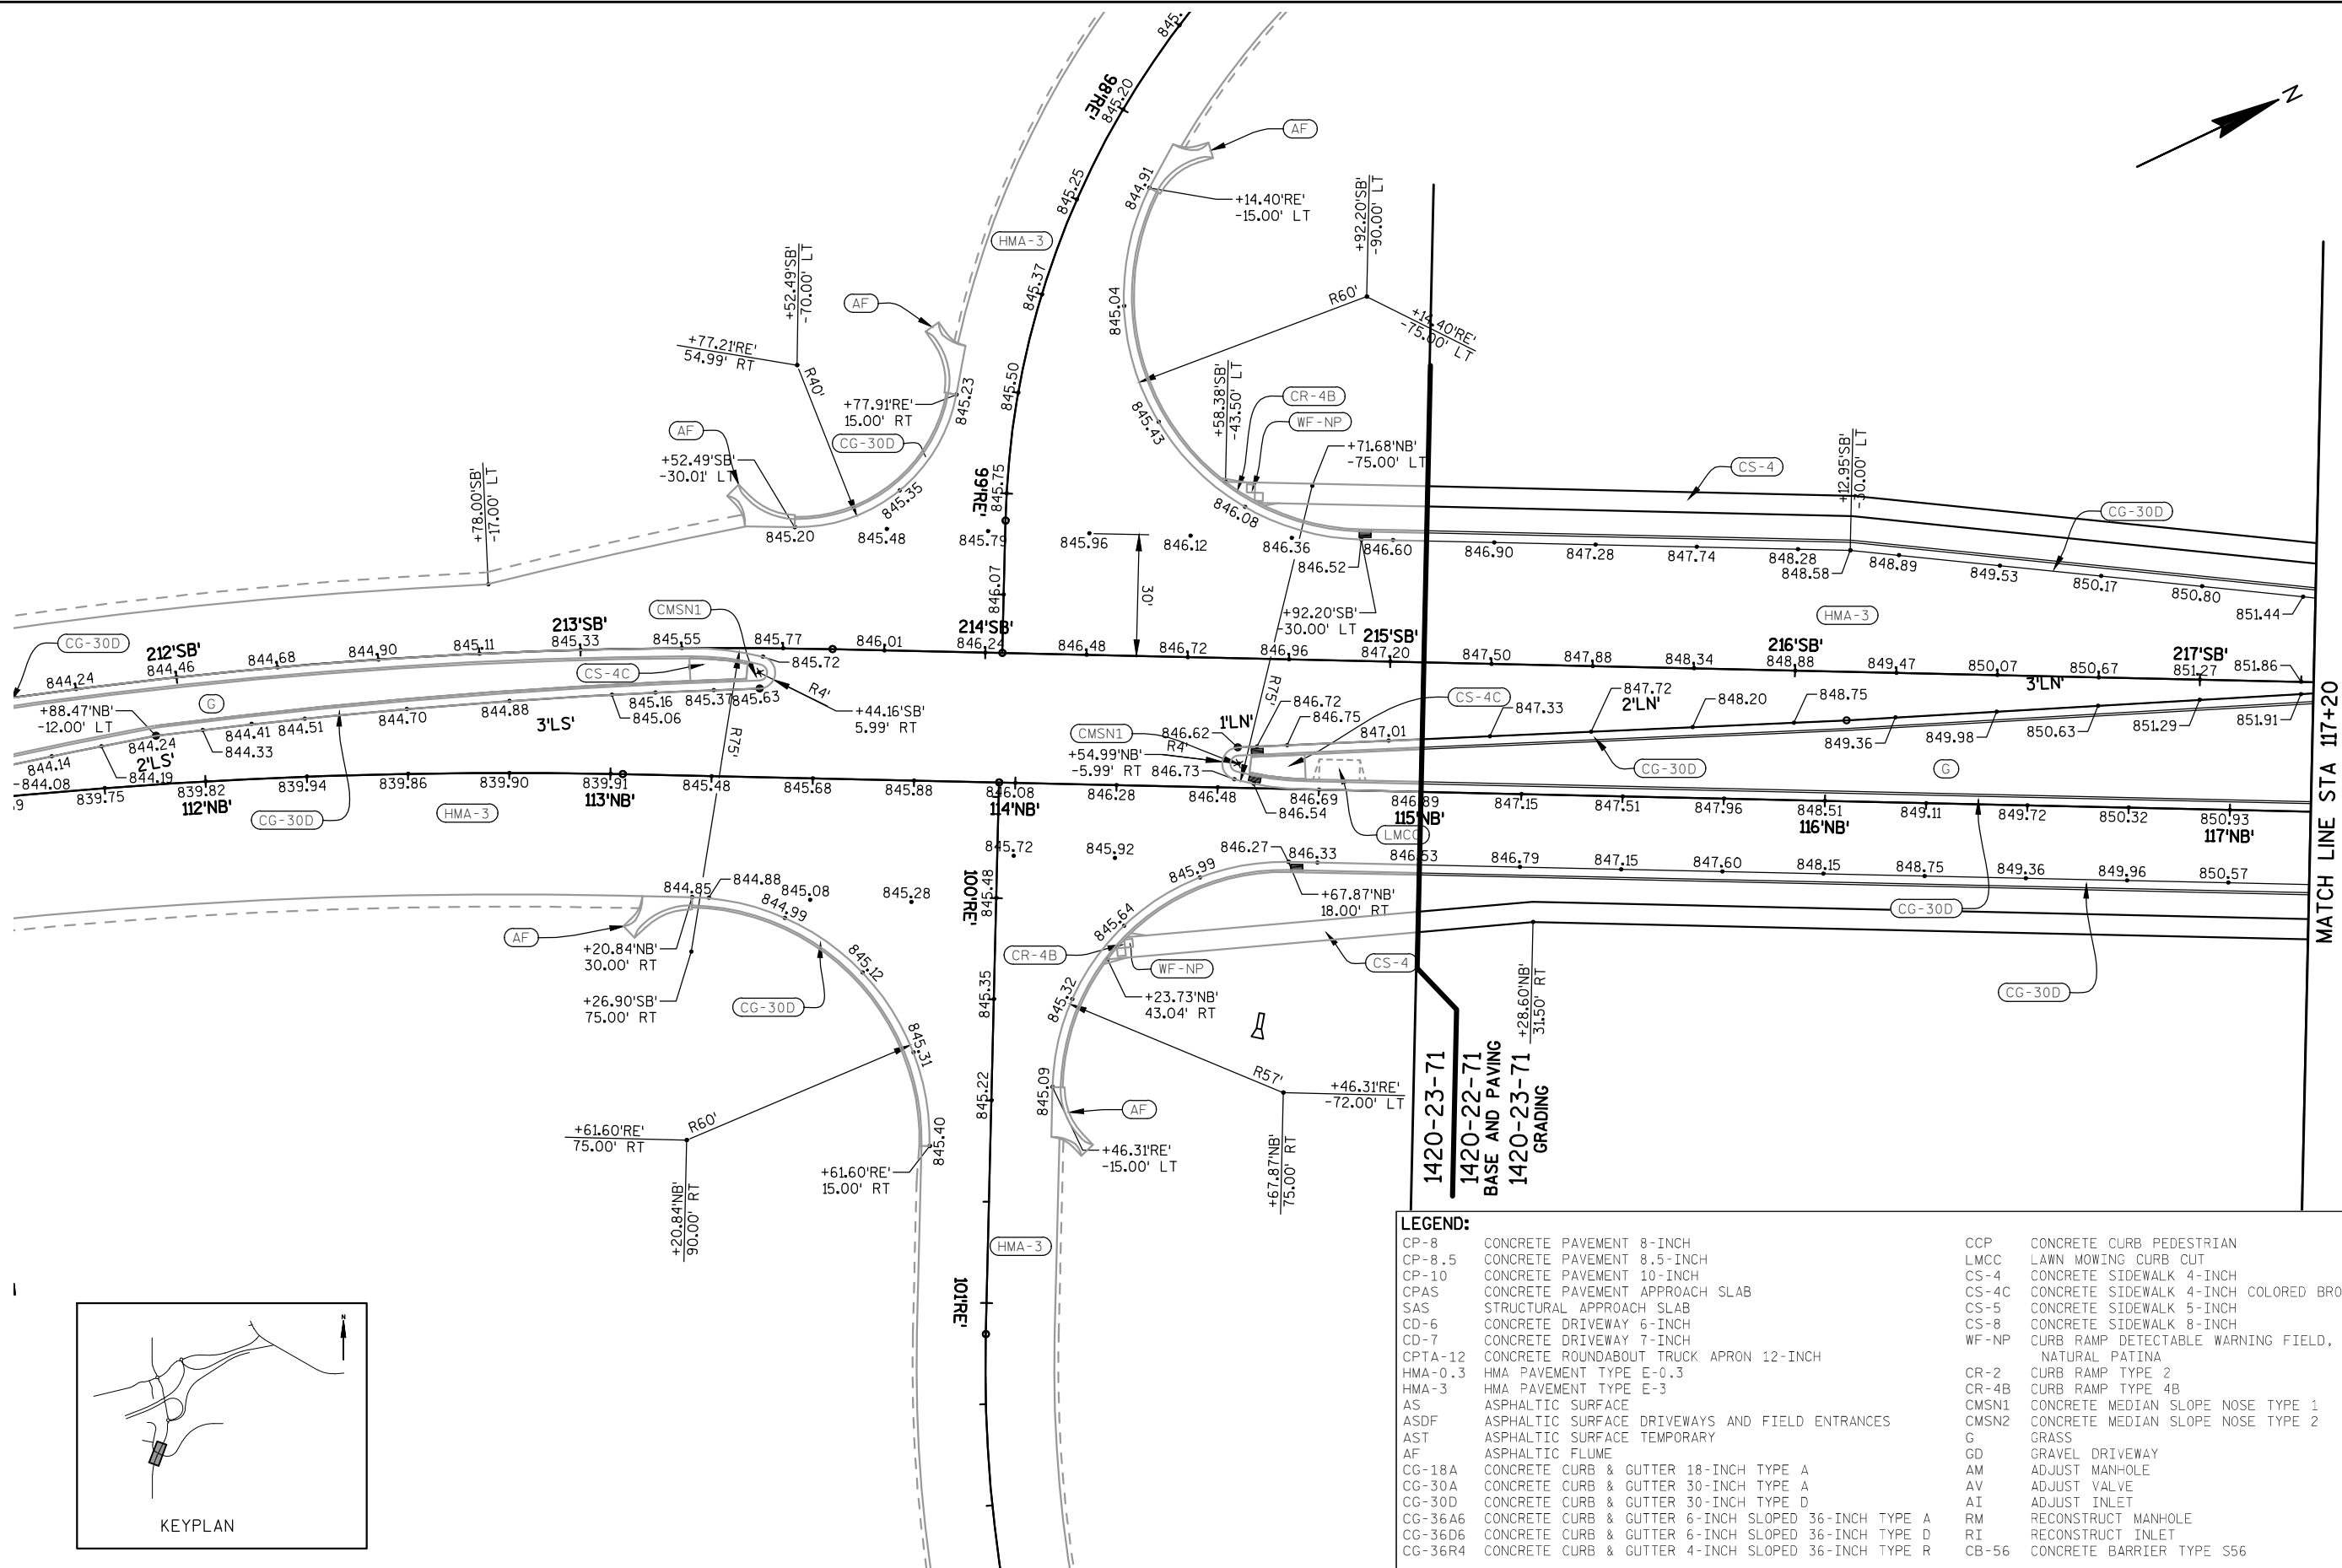 845.
98'RE'
845.20
AF
845.25
844.91
+14.40'RE'
-15.00' LT
+92.20'SB'
-90.00' LT
HMA-3
+52.49'SB'
-70.00' LT
845.37
AF
845.04
R60'
+14.40'RE'
-75.00' LT
+77.21'RE'
54.99' RT
R40'
845.50
845.23
+77.91'RE'
15.00' RT
+58.38'SB'
-43.50' LT
CR-4B
WF-NP
845.43
AF
CG-30D
+52.49'SB'
-30.01' LT
+71.68'NB'
-75.00' LT
CS-4
+12.95'SB'
-30.00' LT
99'RE'
845.75
+78.00'SB'
-17.00' LT
845.35
846.08
CG-30D
845.20
845.48
845.79
845.96
846.12
846.36
846.60
846.90
847.28
847.74
848.28
848.58
848.89
849.53
850.17
850.80
851.44
846.52
846.07
30'
CMSN1
+92.20'SB'
-30.00' LT
HMA-3
CG-30D
212'SB'
213'SB'
214'SB'
215'SB'
216'SB'
217'SB'
844.24
844.46
844.68
844.90
845.11
845.33
845.55
845.77
846.01
846.24
846.48
846.72
846.96
847.20
847.50
847.88
848.34
848.88
849.47
850.07
850.67
851.27
851.86
845.72
CS-4C
R4'
3'LN'
G
+88.47'NB'
-12.00' LT
844.14
844.24
844.41
844.51
844.70
844.88
845.16
845.37
845.63
845.06
844.33
844.19
2'LS'
3'LS'
+44.16'SB'
5.99' RT
R75'
R75'
1'LN'
846.72
846.62
846.75
CS-4C
847.01
847.33
847.72
2'LN'
848.20
848.75
849.36
849.98
850.63
851.29
851.91
CMSN1
R4'
+54.99'NB'
-5.99' RT
846.73
CG-30D
G
844.08
9
839.75
839.82
112'NB'
839.94
839.86
839.90
839.91
113'NB'
845.48
845.68
845.88
846.08
114'NB'
846.28
846.48
846.69
846.89
115'NB'
847.15
847.51
847.96
848.51
116'NB'
849.11
849.72
850.32
850.93
117'NB'
CG-30D
HMA-3
846.54
LMCC
845.72
845.92
846.27
846.33
846.53
846.79
847.15
847.60
848.15
848.75
849.36
849.96
850.57
MATCH LINE STA 117+20
844.85
844.88
845.08
845.28
844.99
100'RE'
845.48
845.99
+67.87'NB'
18.00' RT
CG-30D
AF
845.64
+20.84'NB'
30.00' RT
845.12
CR-4B
WF-NP
CS-4
+26.90'SB'
75.00' RT
CG-30D
845.35
845.32
+23.73'NB'
43.04' RT
CG-30D
+28.60'NB'
31.50' RT
845.31
845.22
845.09
R57'
+46.31'RE'
-72.00' LT
AF
+61.60'RE'
75.00' RT
R60'
845.40
+46.31'RE'
-15.00' LT
+61.60'RE'
15.00' RT
+67.87'NB'
75.00' RT
+20.84'NB'
90.00' RT
1420-23-71
1420-22-71
BASE AND PAVING
1420-23-71
GRADING
HMA-3
101'RE'
N
N
KEYPLAN
LEGEND:
CP-8 CONCRETE PAVEMENT 8-INCH
CP-8.5 CONCRETE PAVEMENT 8.5-INCH
CP-10 CONCRETE PAVEMENT 10-INCH
CPAS CONCRETE PAVEMENT APPROACH SLAB
SAS STRUCTURAL APPROACH SLAB
CD-6 CONCRETE DRIVEWAY 6-INCH
CD-7 CONCRETE DRIVEWAY 7-INCH
CPTA-12 CONCRETE ROUNDABOUT TRUCK APRON 12-INCH
HMA-0.3 HMA PAVEMENT TYPE E-0.3
HMA-3 HMA PAVEMENT TYPE E-3
AS ASPHALTIC SURFACE
ASDF ASPHALTIC SURFACE DRIVEWAYS AND FIELD ENTRANCES
AST ASPHALTIC SURFACE TEMPORARY
AF ASPHALTIC FLUME
CG-18A CONCRETE CURB & GUTTER 18-INCH TYPE A
CG-30A CONCRETE CURB & GUTTER 30-INCH TYPE A
CG-30D CONCRETE CURB & GUTTER 30-INCH TYPE D
CG-36A6 CONCRETE CURB & GUTTER 6-INCH SLOPED 36-INCH TYPE A
CG-36D6 CONCRETE CURB & GUTTER 6-INCH SLOPED 36-INCH TYPE D
CG-36R4 CONCRETE CURB & GUTTER 4-INCH SLOPED 36-INCH TYPE R
CCP CONCRETE CURB PEDESTRIAN
LMCC LAWN MOWING CURB CUT
CS-4 CONCRETE SIDEWALK 4-INCH
CS-4C CONCRETE SIDEWALK 4-INCH COLORED BRO
CS-5 CONCRETE SIDEWALK 5-INCH
CS-8 CONCRETE SIDEWALK 8-INCH
WF-NP CURB RAMP DETECTABLE WARNING FIELD,
NATURAL PATINA
CR-2 CURB RAMP TYPE 2
CR-4B CURB RAMP TYPE 4B
CMSN1 CONCRETE MEDIAN SLOPE NOSE TYPE 1
CMSN2 CONCRETE MEDIAN SLOPE NOSE TYPE 2
G GRASS
GD GRAVEL DRIVEWAY
AM ADJUST MANHOLE
AV ADJUST VALVE
AI ADJUST INLET
RM RECONSTRUCT MANHOLE
RI RECONSTRUCT INLET
CB-56 CONCRETE BARRIER TYPE S56